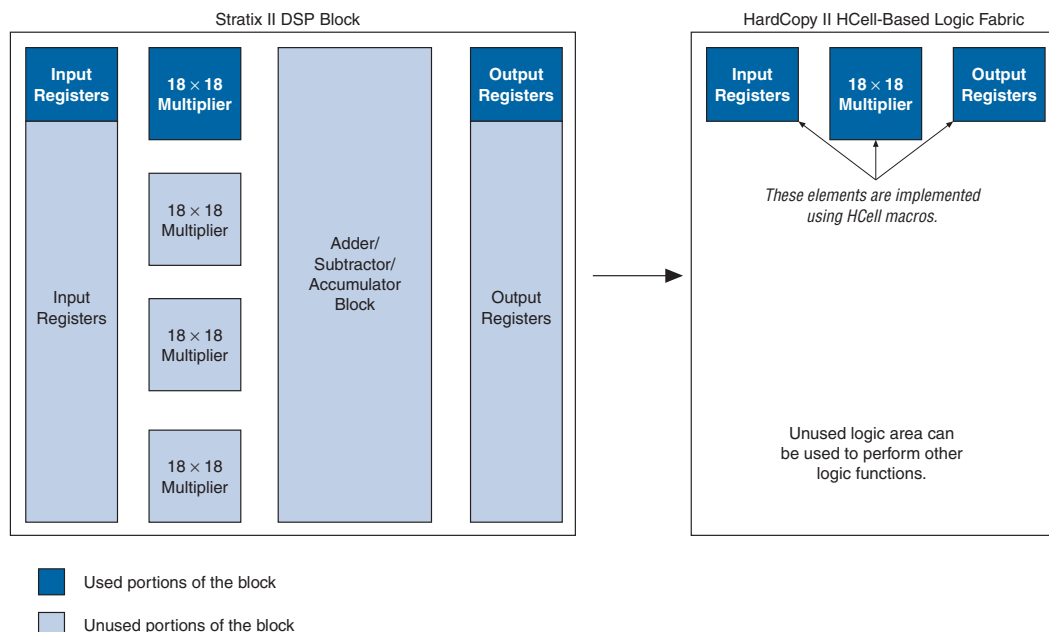 Stratix II DSP Block
Input
Registers
18 × 18
Multiplier
Output
Registers
18 × 18
Multiplier
Input
Registers
18 × 18
Multiplier
18 × 18
Multiplier
Adder/
Subtractor/
Accumulator
Block
Output
Registers
HardCopy II HCell-Based Logic Fabric
Input
Registers
18 × 18
Multiplier
Output
Registers
These elements are implemented
using HCell macros.
Unused logic area can
be used to perform other
logic functions.
Used portions of the block
Unused portions of the block